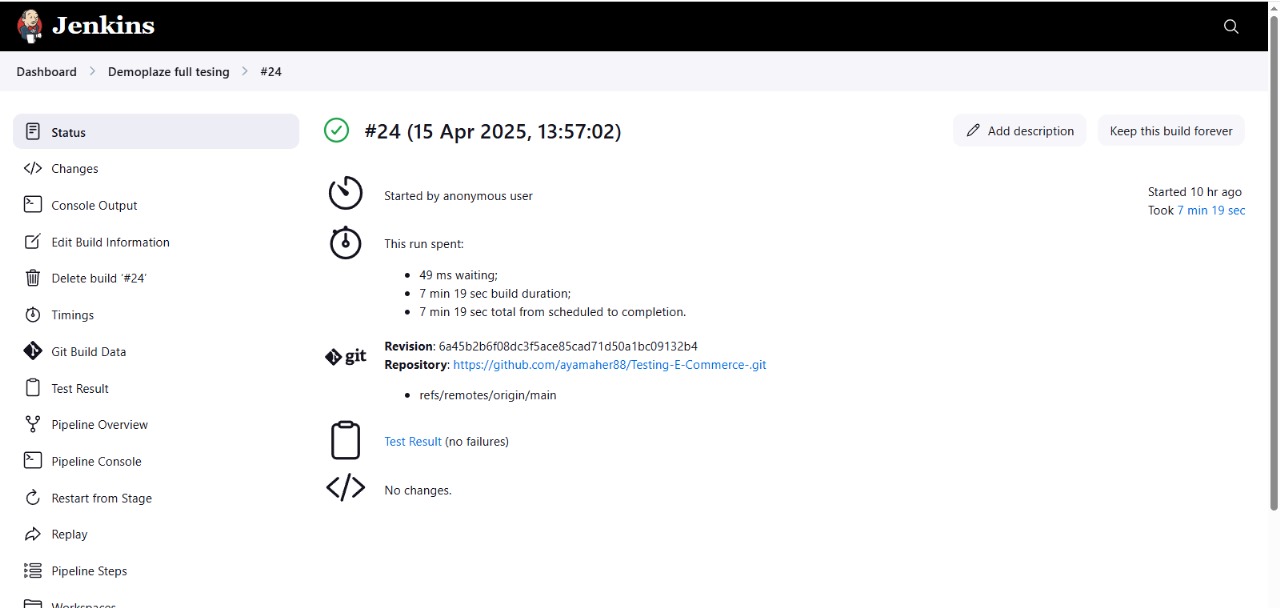 Jenkins
Dashboard > Demoplaze full tesing > #24
Status
Changes
Console Output
Edit Build Information
Delete build ‘#24’
Timings
Git Build Data
Test Result
Pipeline Overview
Pipeline Console
Restart from Stage
Replay
Pipeline Steps
Workspaces
#24 (15 Apr 2025, 13:57:02)
Add description
Keep this build forever
Started by anonymous user
Started 10 hr ago
Took 7 min 19 sec
This run spent:
49 ms waiting;
7 min 19 sec build duration;
7 min 19 sec total from scheduled to completion.
git
Revision: 6a45b2b6f08dc3f5ace85cad71d50a1bc09132b4
Repository: https://github.com/ayamaher88/Testing-E-Commerce-.git
refs/remotes/origin/main
Test Result (no failures)
No changes.